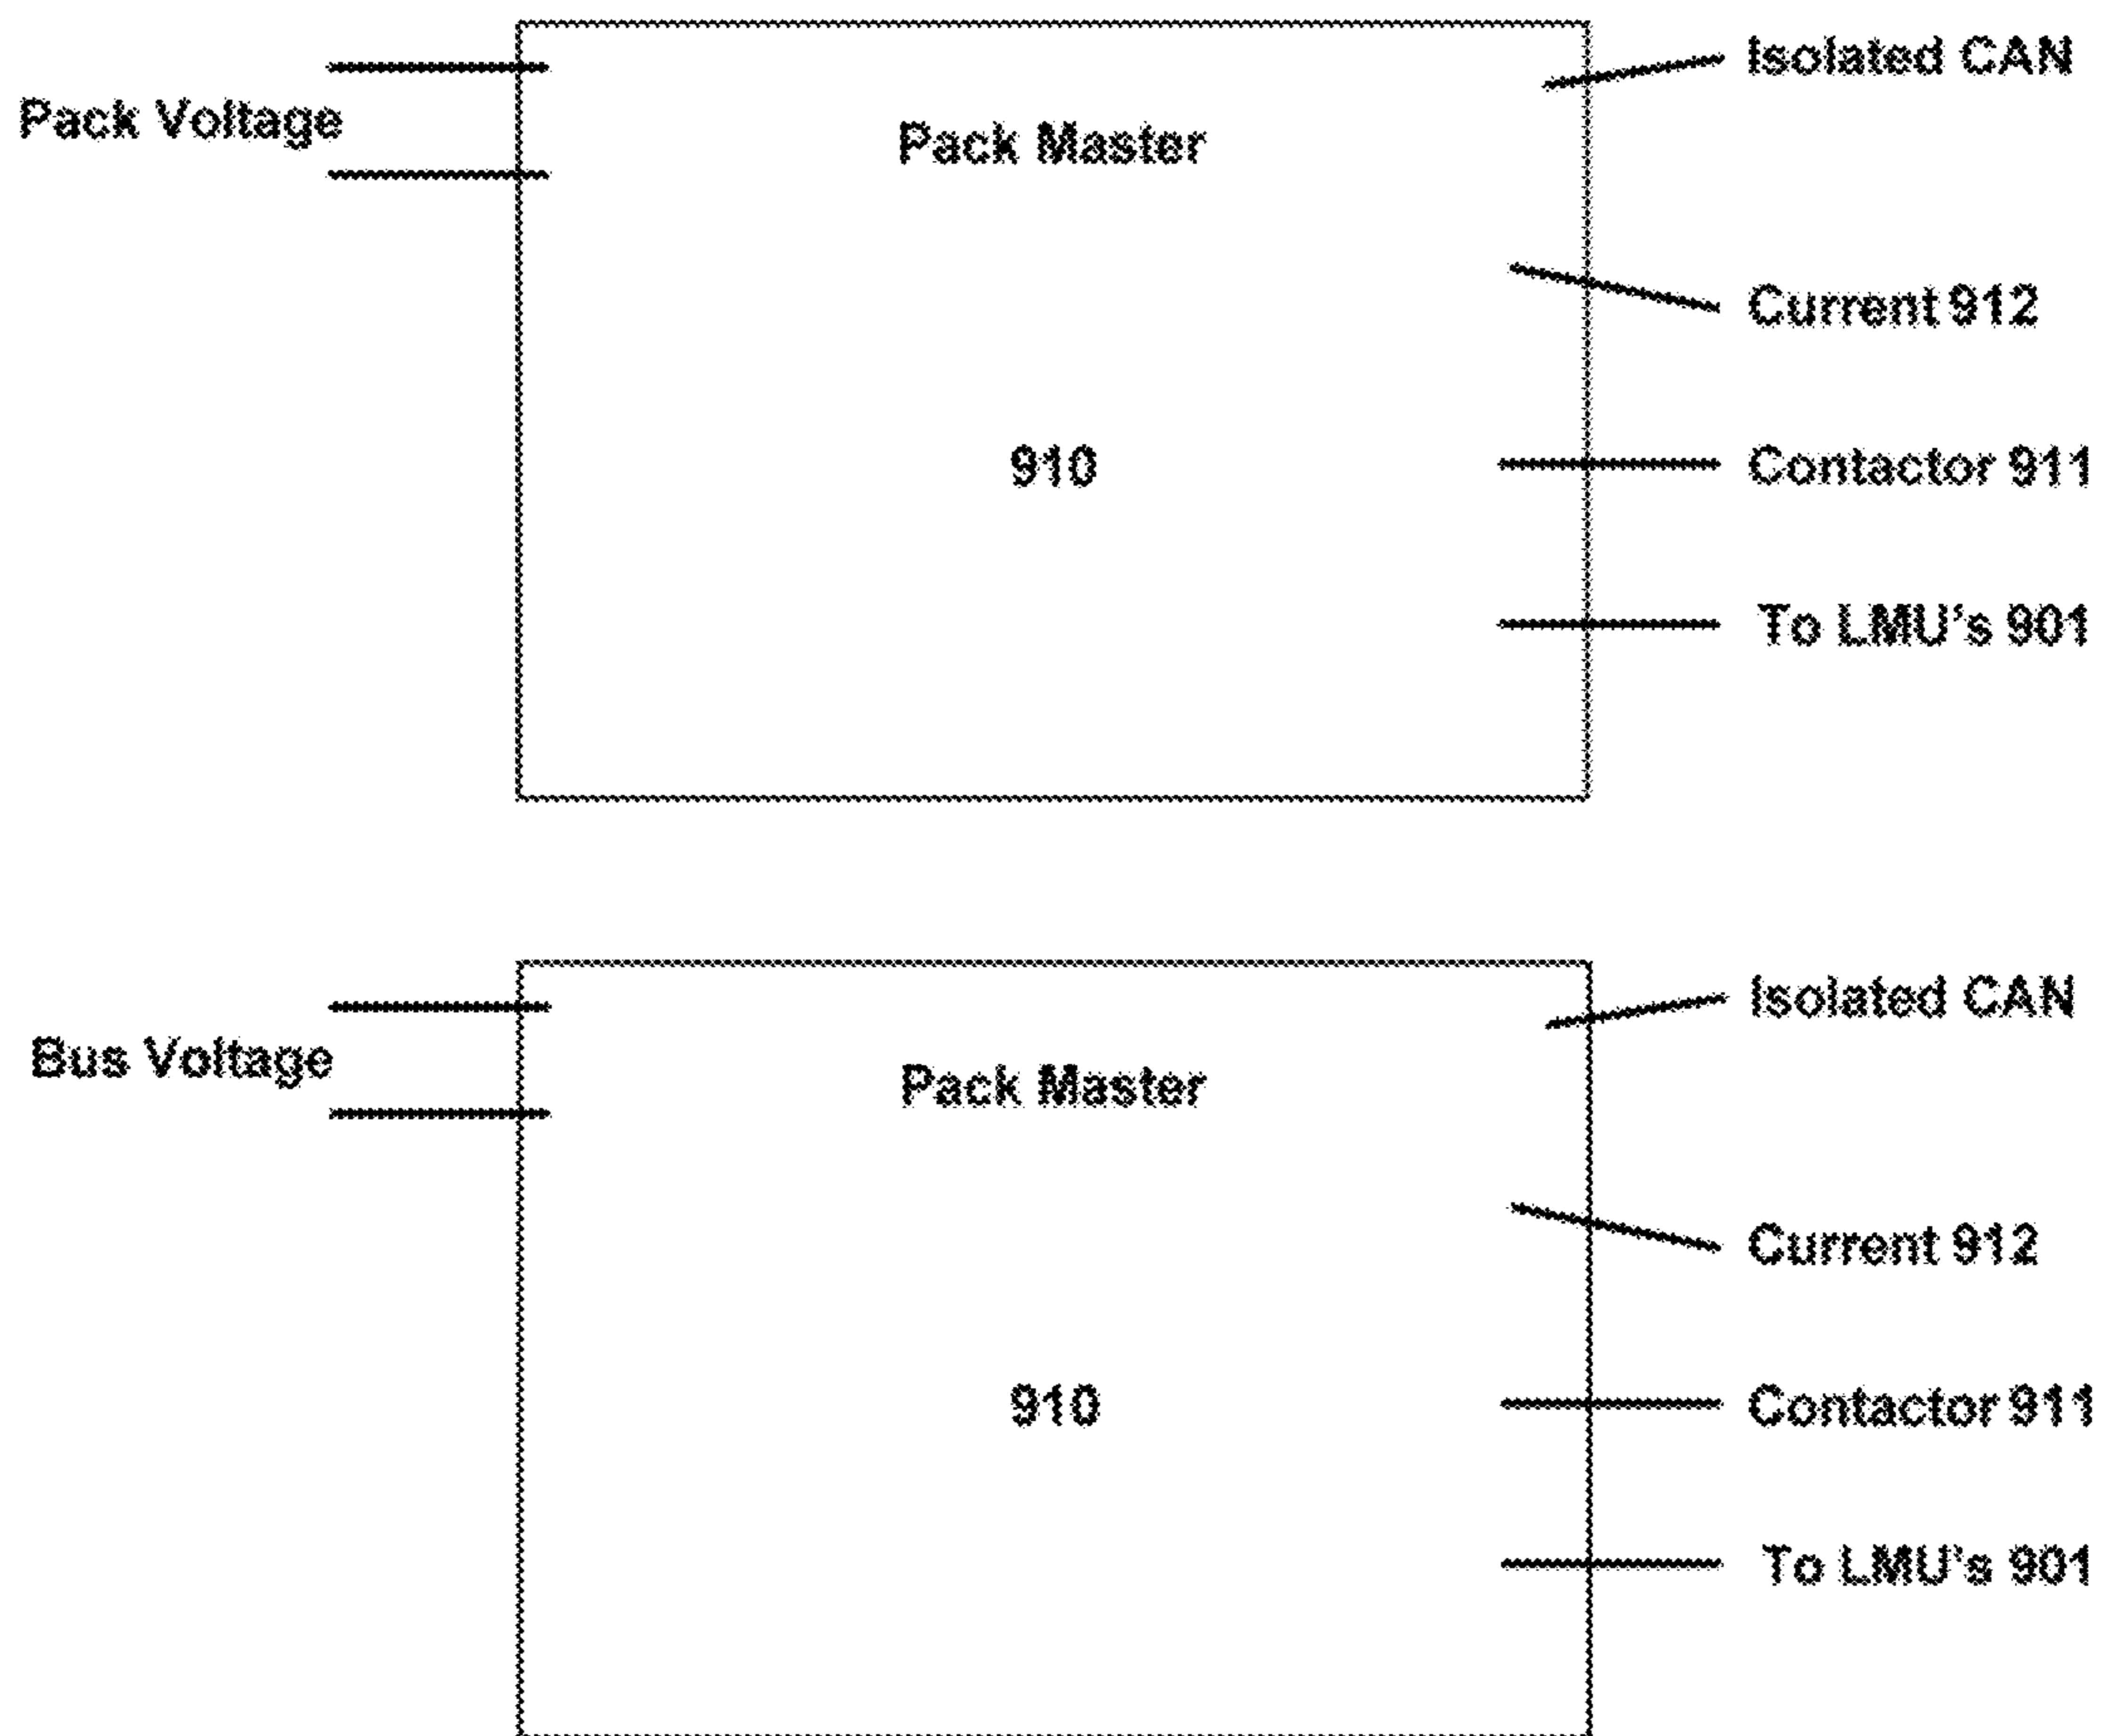 Isolated CAN
Pack Voltage
Pack Master
Current 912
910
Contactor 911
To LMU's 901
Isolated CAN
Bus Voltage
Pack Master
Current 912
910
Contactor 911
To LMU's 901